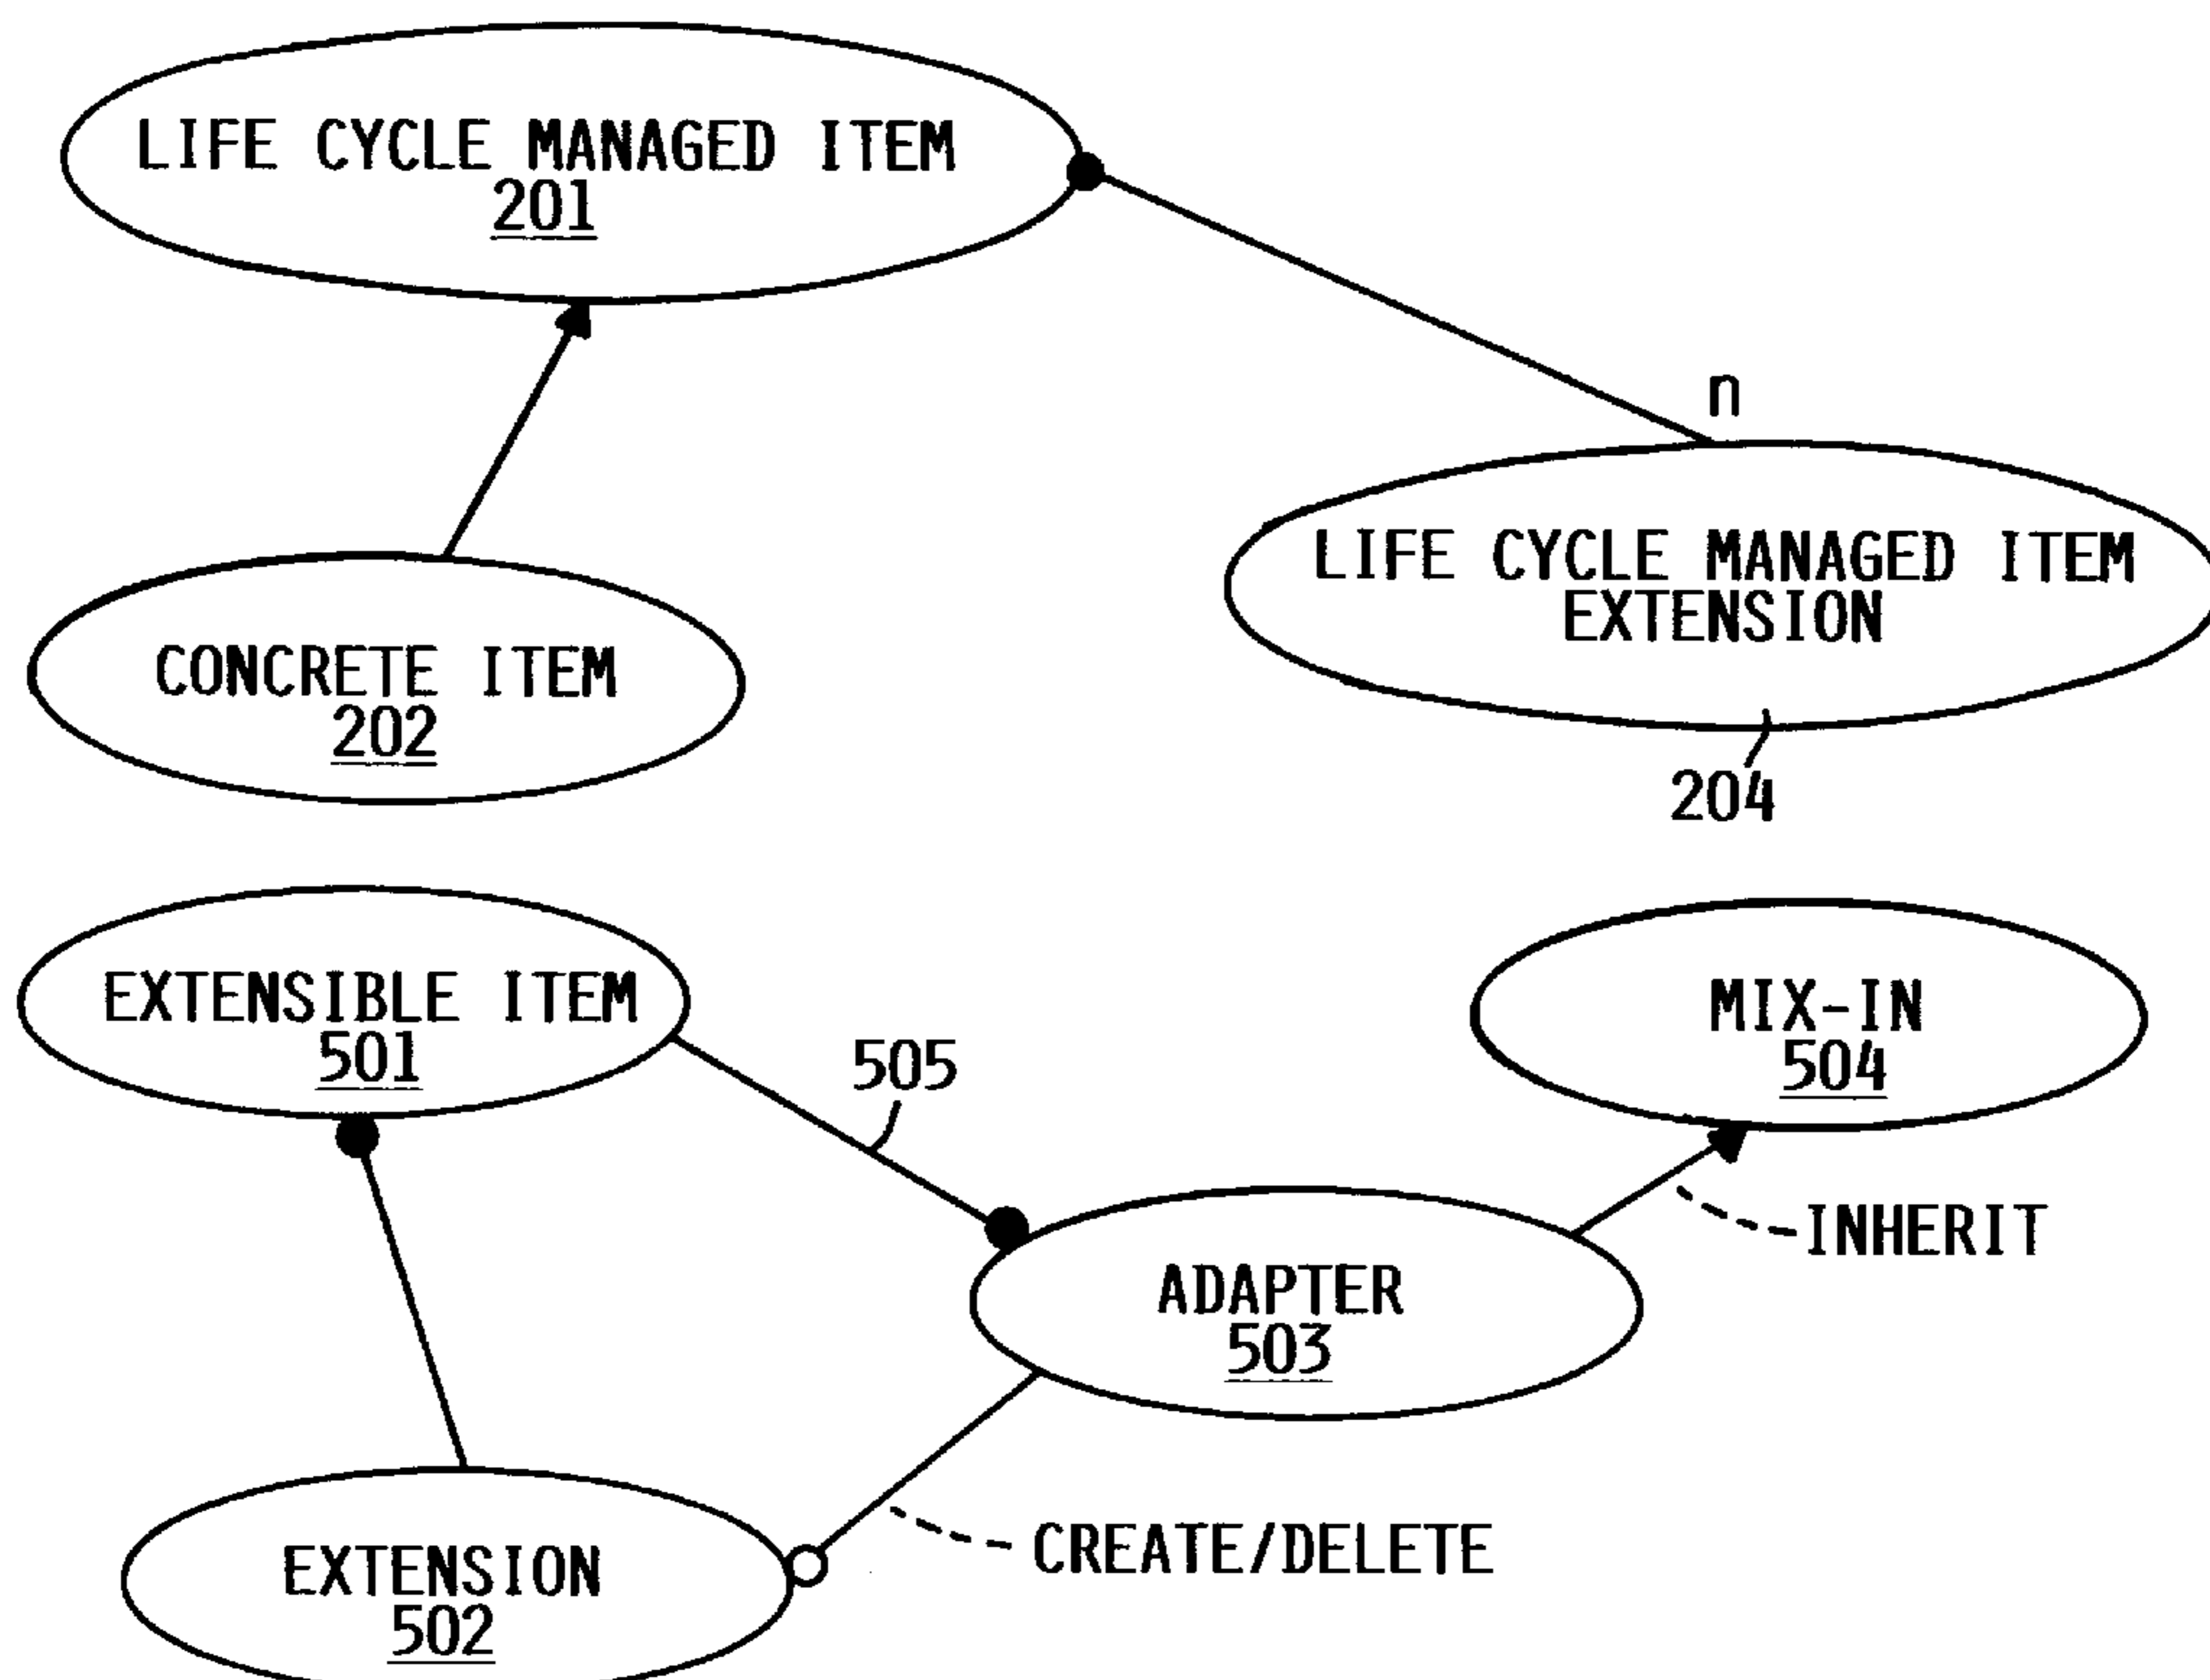 LIFE CYCLE MANAGED ITEM
201
n
LIFE CYCLE MANAGED ITEM
EXTENSION
204
CONCRETE ITEM
202
EXTENSIBLE ITEM
501
505
MIX-IN
504
INHERIT
ADAPTER
503
CREATE/DELETE
EXTENSION
502